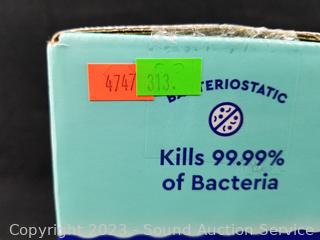 4747 313.
BACTERIOSTATIC
Kills 99.99%
of Bacteria
Copyright 2023 - Sound Auction Service